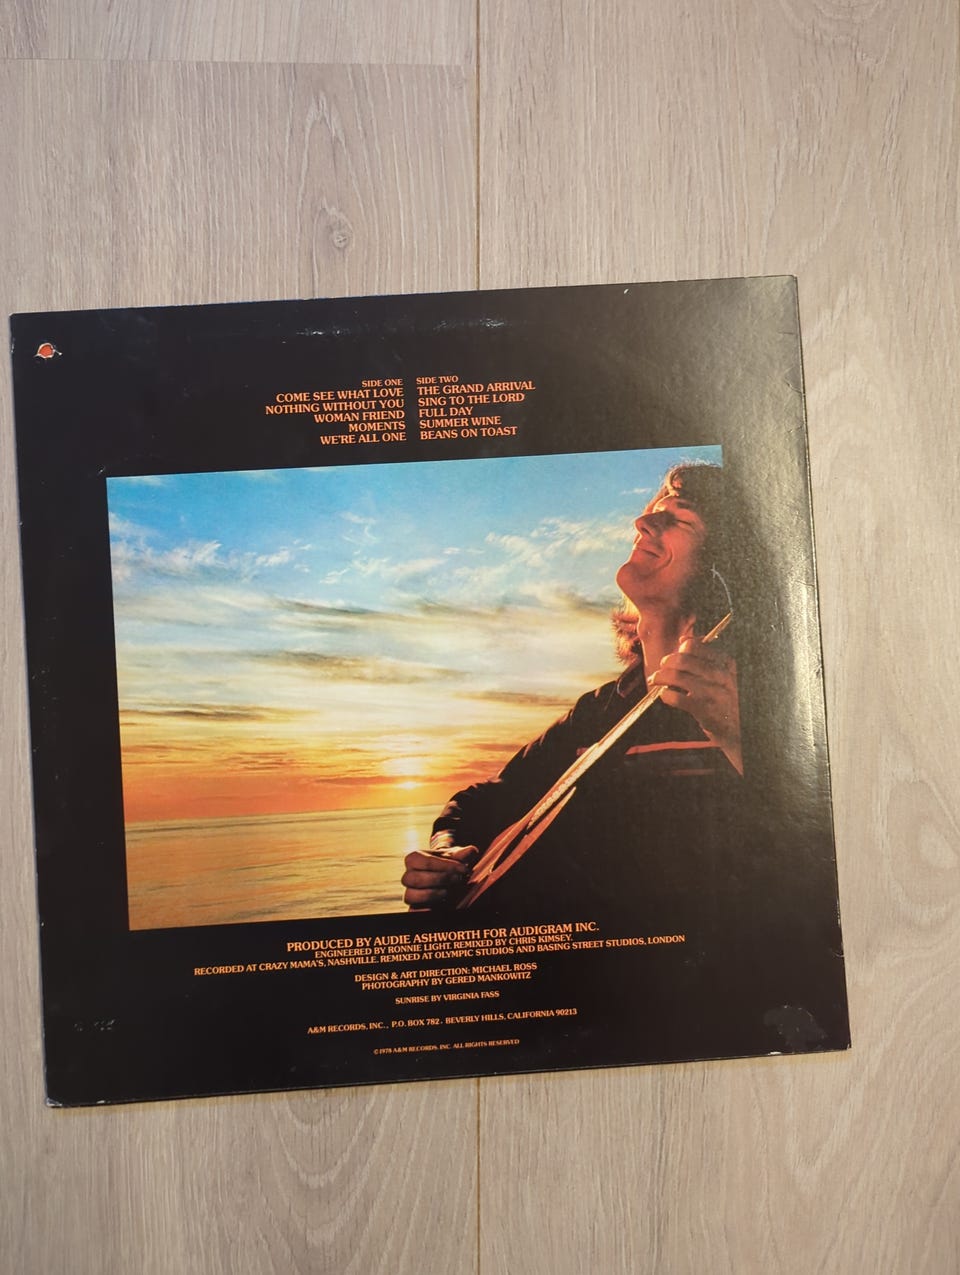 SIDE ONE
COME SEE WHAT LOVE
NOTHING WITHOUT YOU
WOMAN FRIEND
MOMENTS
WE'RE ALL ONE
SIDE TWO
THE GRAND ARRIVAL
SING TO THE LORD
FULL DAY
SUMMER WINE
BEANS ON TOAST
PRODUCED BY AUDIE ASHWORTH FOR AUDIGRAM INC.
ENGINEERED BY RONNIE LIGHT. REMIXED BY CHRIS KIMSEY.
RECORDED AT CRAZY MAMA'S, NASHVILLE. REMIXED AT OLYMPIC STUDIOS AND BASING STREET STUDIOS, LONDON
DESIGN & ART DIRECTION: MICHAEL ROSS
PHOTOGRAPHY BY GERED MANKOWITZ
SUNRISE BY VIRGINIA FASS
A&M RECORDS, INC., P.O. BOX 782, BEVERLY HILLS, CALIFORNIA 90213
©1978 A&M RECORDS, INC. ALL RIGHTS RESERVED